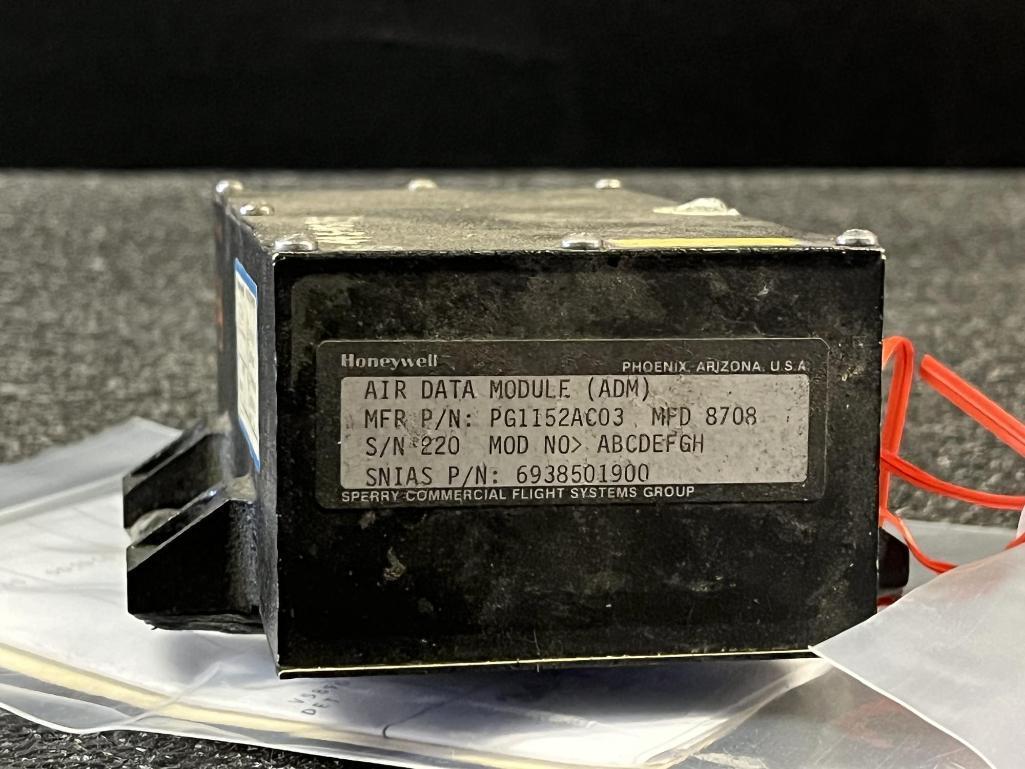 Honeywell
PHOENIX, ARIZONA, U.S.A.
AIR DATA MODULE (ADM)
MFR P/N: PG1152AC03 MFD 8708
S/N 220 MOD NO> ABCDEFGH
SNIAS P/N: 6938501900
SPERRY COMMERCIAL FLIGHT SYSTEMS GROUP